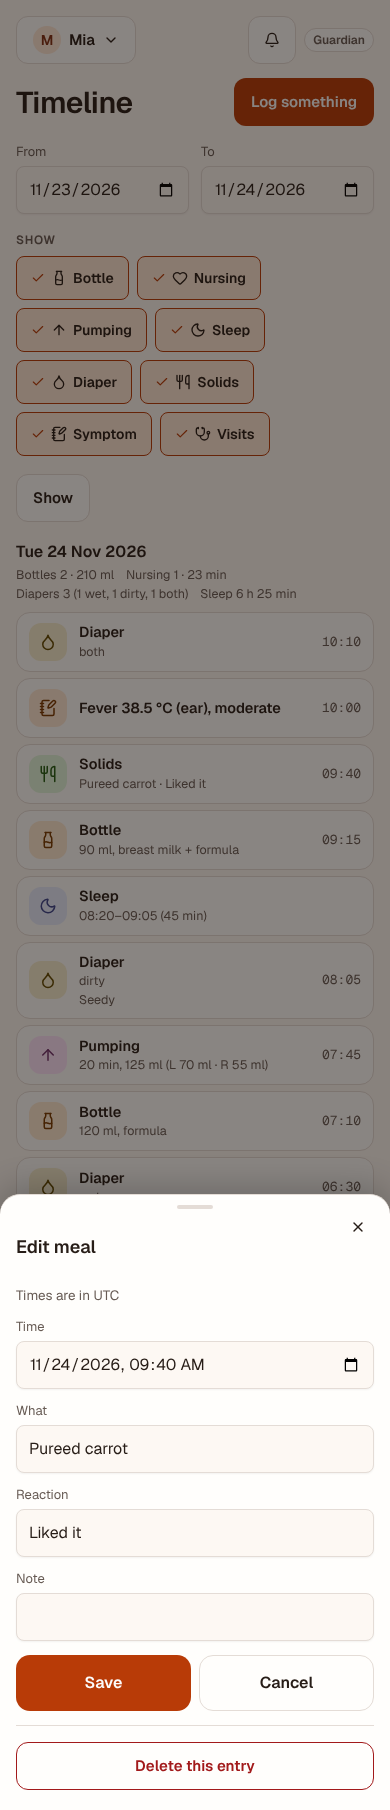 M Mia
Guardian
Timeline
Log something
From
To
11/23/2026
11/24/2026
SHOW
Bottle
Nursing
Pumping
Sleep
Diaper
Solids
Symptom
Visits
Show
Tue 24 Nov 2026
Bottles 2 · 210 ml Nursing 1 · 23 min
Diapers 3 (1 wet, 1 dirty, 1 both) Sleep 6 h 25 min
Diaper
both
10:10
Fever 38.5 °C (ear), moderate
10:00
Solids
Pureed carrot · Liked it
09:40
Bottle
90 ml, breast milk + formula
09:15
Sleep
08:20–09:05 (45 min)
Diaper
dirty
Seedy
08:05
Pumping
20 min, 125 ml (L 70 ml · R 55 ml)
07:45
Bottle
120 ml, formula
07:10
Diaper
06:30
Edit meal
Times are in UTC
Time
11/24/2026, 09:40 AM
What
Pureed carrot
Reaction
Liked it
Note
Save
Cancel
Delete this entry